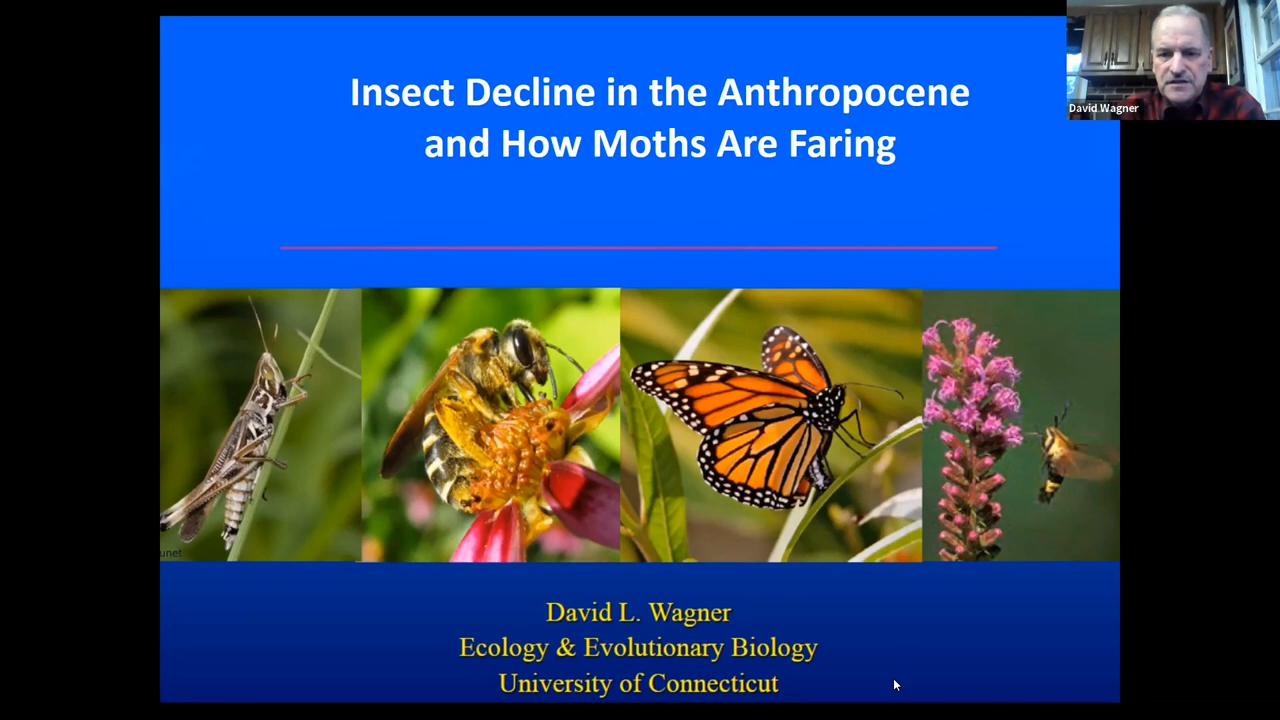 David Wagner
Insect Decline in the Anthropocene
and How Moths Are Faring
unet
David L. Wagner
Ecology & Evolutionary Biology
University of Connecticut